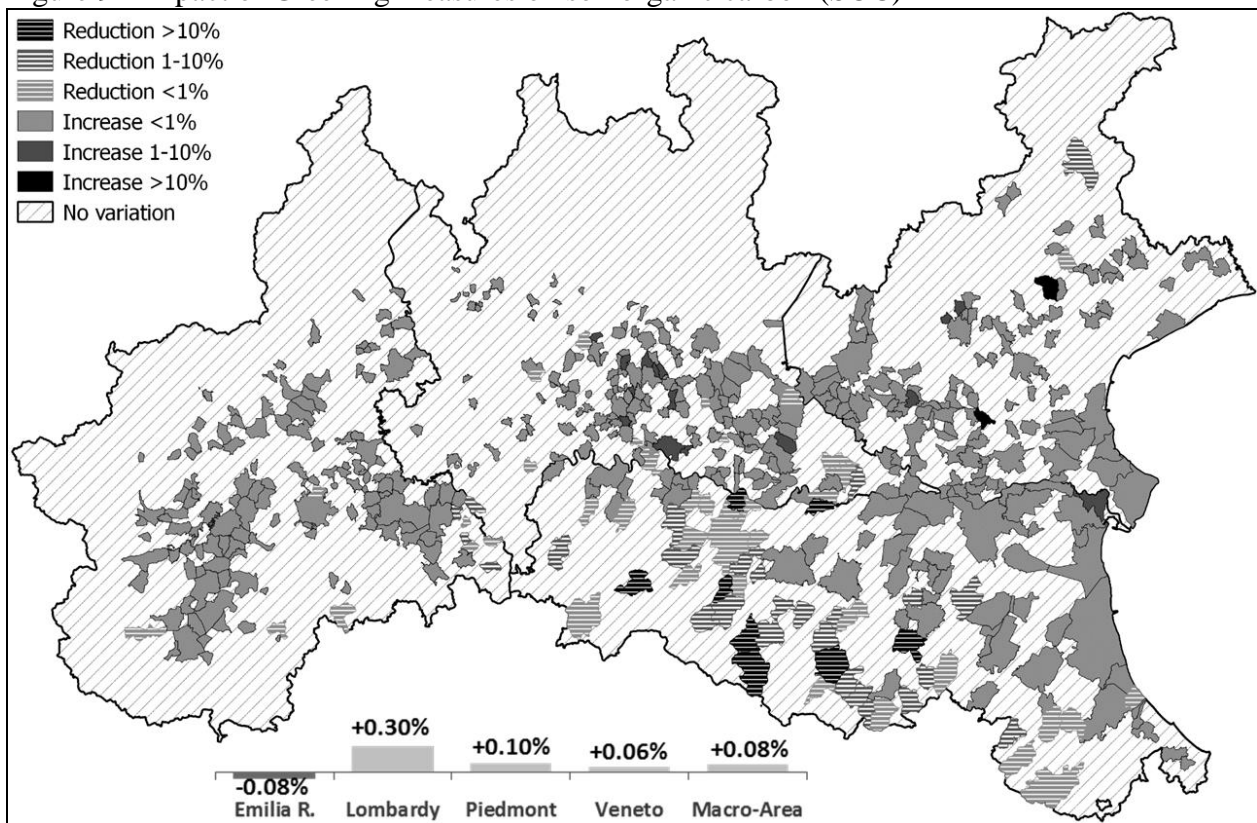 Reduction >10%
Reduction 1-10%
Reduction <1%
Increase <1%
Increase 1-10%
Increase >10%
No variation
+0.30%
+0.10%
+0.06%
+0.08%
-0.08%
Emilia R. Lombardy Piedmont Veneto Macro-Area